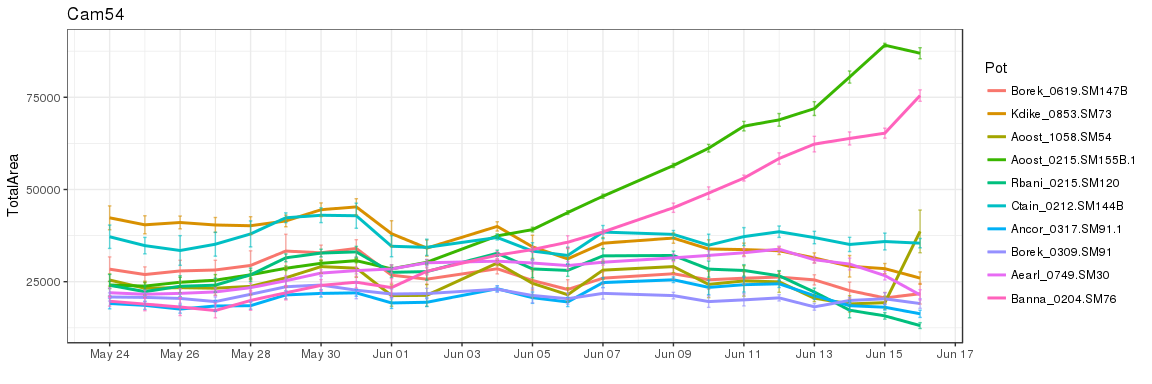 Cam54
TotalArea
75000
50000
25000
May 24 May 26 May 28 May 30 Jun 01 Jun 03 Jun 05 Jun 07 Jun 09 Jun 11 Jun 13 Jun 15 Jun 17
Pot
Borek_0619.SM147B
Kdike_0853.SM73
Aoost_1058.SM54
Aoost_0215.SM155B.1
Rbani_0215.SM120
Ctain_0212.SM144B
Ancor_0317.SM91.1
Borek_0309.SM91
Aearl_0749.SM30
Banna_0204.SM76